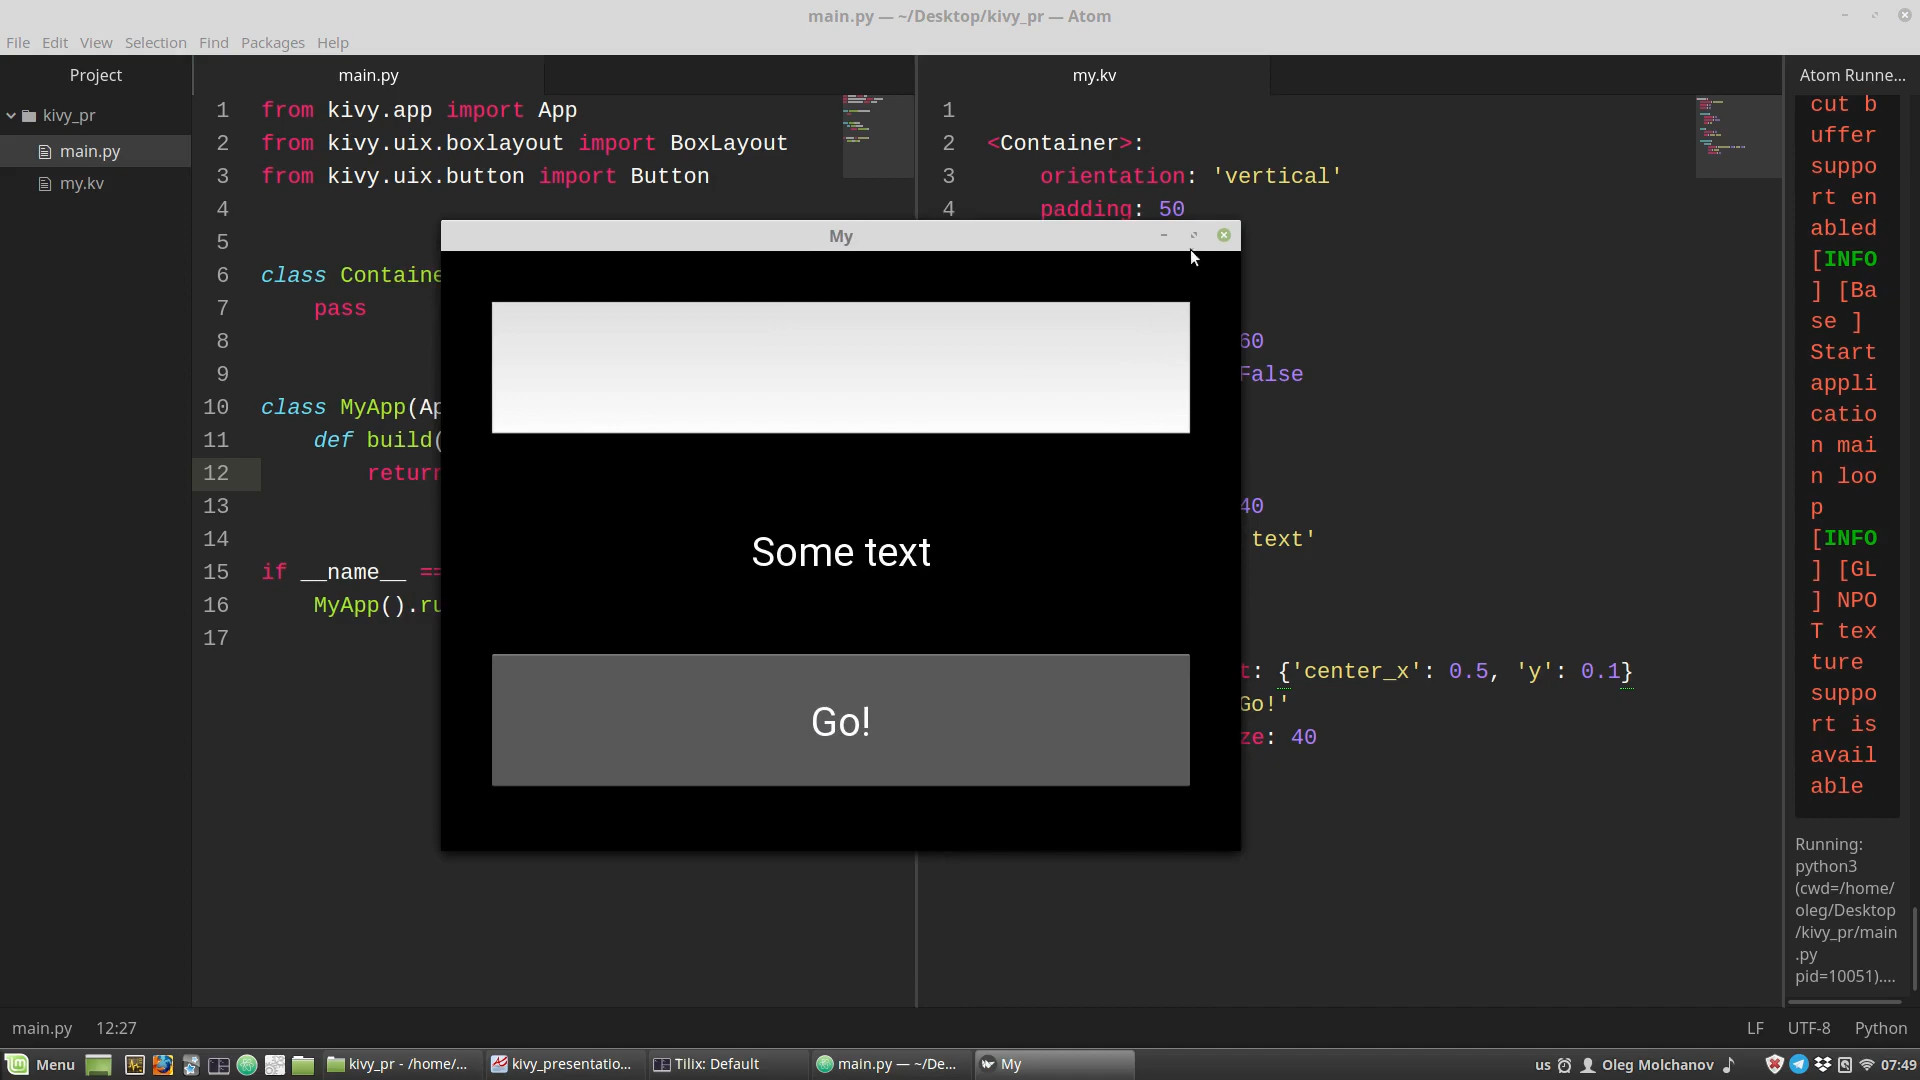 main.py — ~/Desktop/kivy_pr — Atom
File Edit View Selection Find Packages Help
Project
kivy_pr
main.py
my.kv
main.py
1 from kivy.app import App
2 from kivy.uix.boxlayout import BoxLayout
3 from kivy.uix.button import Button
4
5
6 class Containe
7 pass
8
9
10 class MyApp(Ap
11 def build(
12 return
13
14
15 if __name__ ==
16 MyApp().ru
17
my.kv
1
2 <Container>:
3 orientation: 'vertical'
4 padding: 50
60
False
40
text'
t: {'center_x': 0.5, 'y': 0.1}
Go!'
ze: 40
My
Some text
Go!
Atom Runne...
cut b
uffer
suppo
rt en
abled
[INFO
] [Ba
se ]
Start
appli
catio
n mai
n loo
p
[INFO
] [GL
] NPO
T tex
ture
suppo
rt is
avail
able
Running:
python3
(cwd=/home/
oleg/Desktop
/kivy_pr/main
.py
pid=10051)....
main.py 12:27
LF UTF-8 Python
Menu
kivy_pr - /home/...
kivy_presentatio...
Tilix: Default
main.py — ~/De...
My
us
Oleg Molchanov
07:49